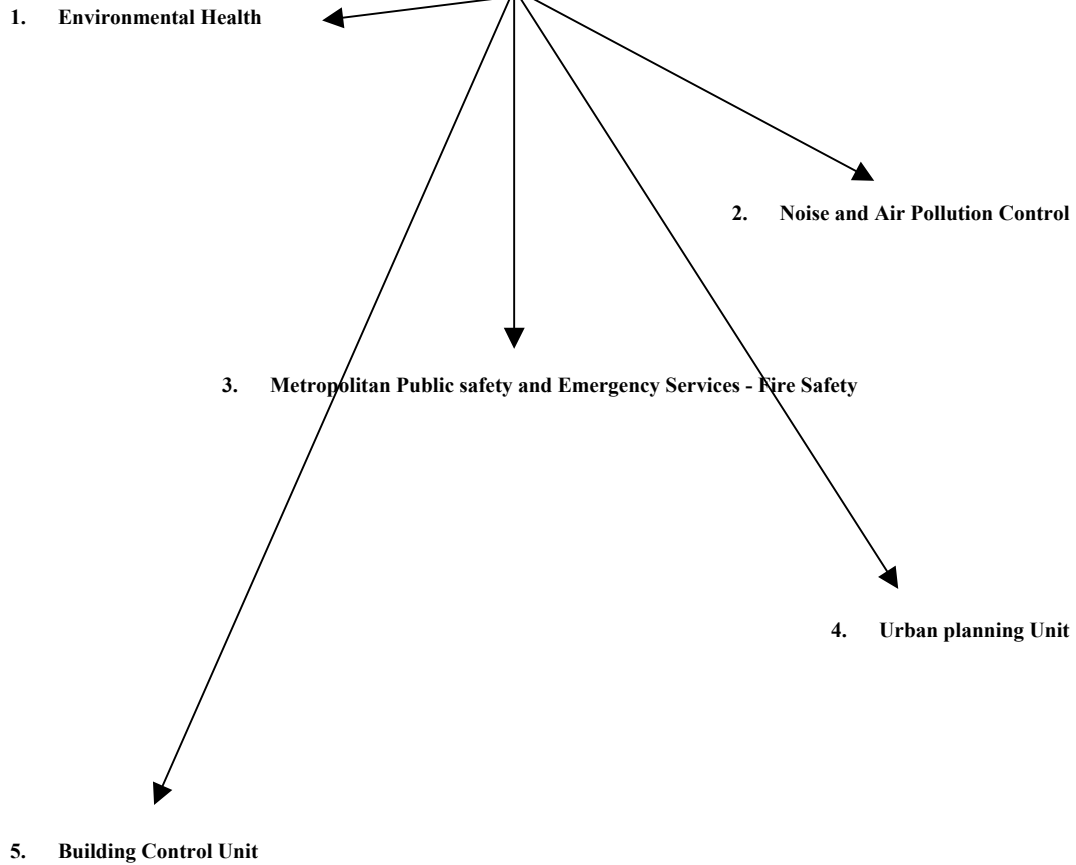 1. Environmental Health
2. Noise and Air Pollution Control
3. Metropolitan Public safety and Emergency Services - Fire Safety
4. Urban planning Unit
5. Building Control Unit